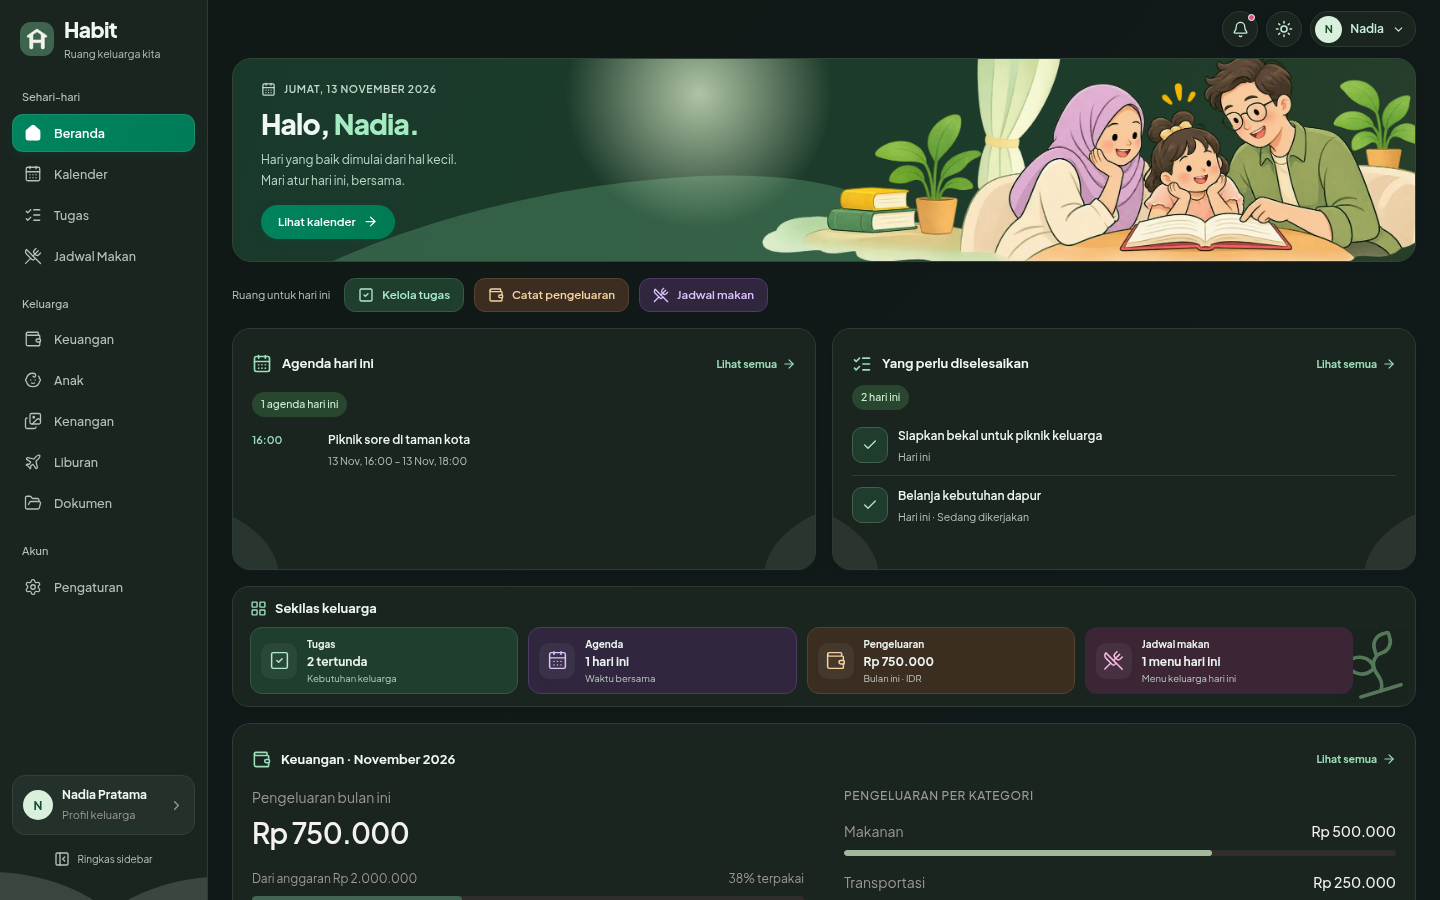 Habit
Ruang keluarga kita
Sehari-hari
Beranda
Kalender
Tugas
Jadwal Makan
Keluarga
Keuangan
Anak
Kenangan
Liburan
Dokumen
Akun
Pengaturan
N
Nadia Pratama
Profil keluarga
Ringkas sidebar
N
Nadia
JUMAT, 13 NOVEMBER 2026
Halo, Nadia.
Hari yang baik dimulai dari hal kecil.
Mari atur hari ini, bersama.
Lihat kalender
Ruang untuk hari ini
Kelola tugas
Catat pengeluaran
Jadwal makan
Agenda hari ini
Lihat semua
1 agenda hari ini
16:00
Piknik sore di taman kota
13 Nov, 16:00 – 13 Nov, 18:00
Yang perlu diselesaikan
Lihat semua
2 hari ini
Siapkan bekal untuk piknik keluarga
Hari ini
Belanja kebutuhan dapur
Hari ini · Sedang dikerjakan
Sekilas keluarga
Tugas
2 tertunda
Kebutuhan keluarga
Agenda
1 hari ini
Waktu bersama
Pengeluaran
Rp 750.000
Bulan ini · IDR
Jadwal makan
1 menu hari ini
Menu keluarga hari ini
Keuangan · November 2026
Lihat semua
Pengeluaran bulan ini
Rp 750.000
Dari anggaran Rp 2.000.000
38% terpakai
PENGELUARAN PER KATEGORI
Makanan
Rp 500.000
Transportasi
Rp 250.000